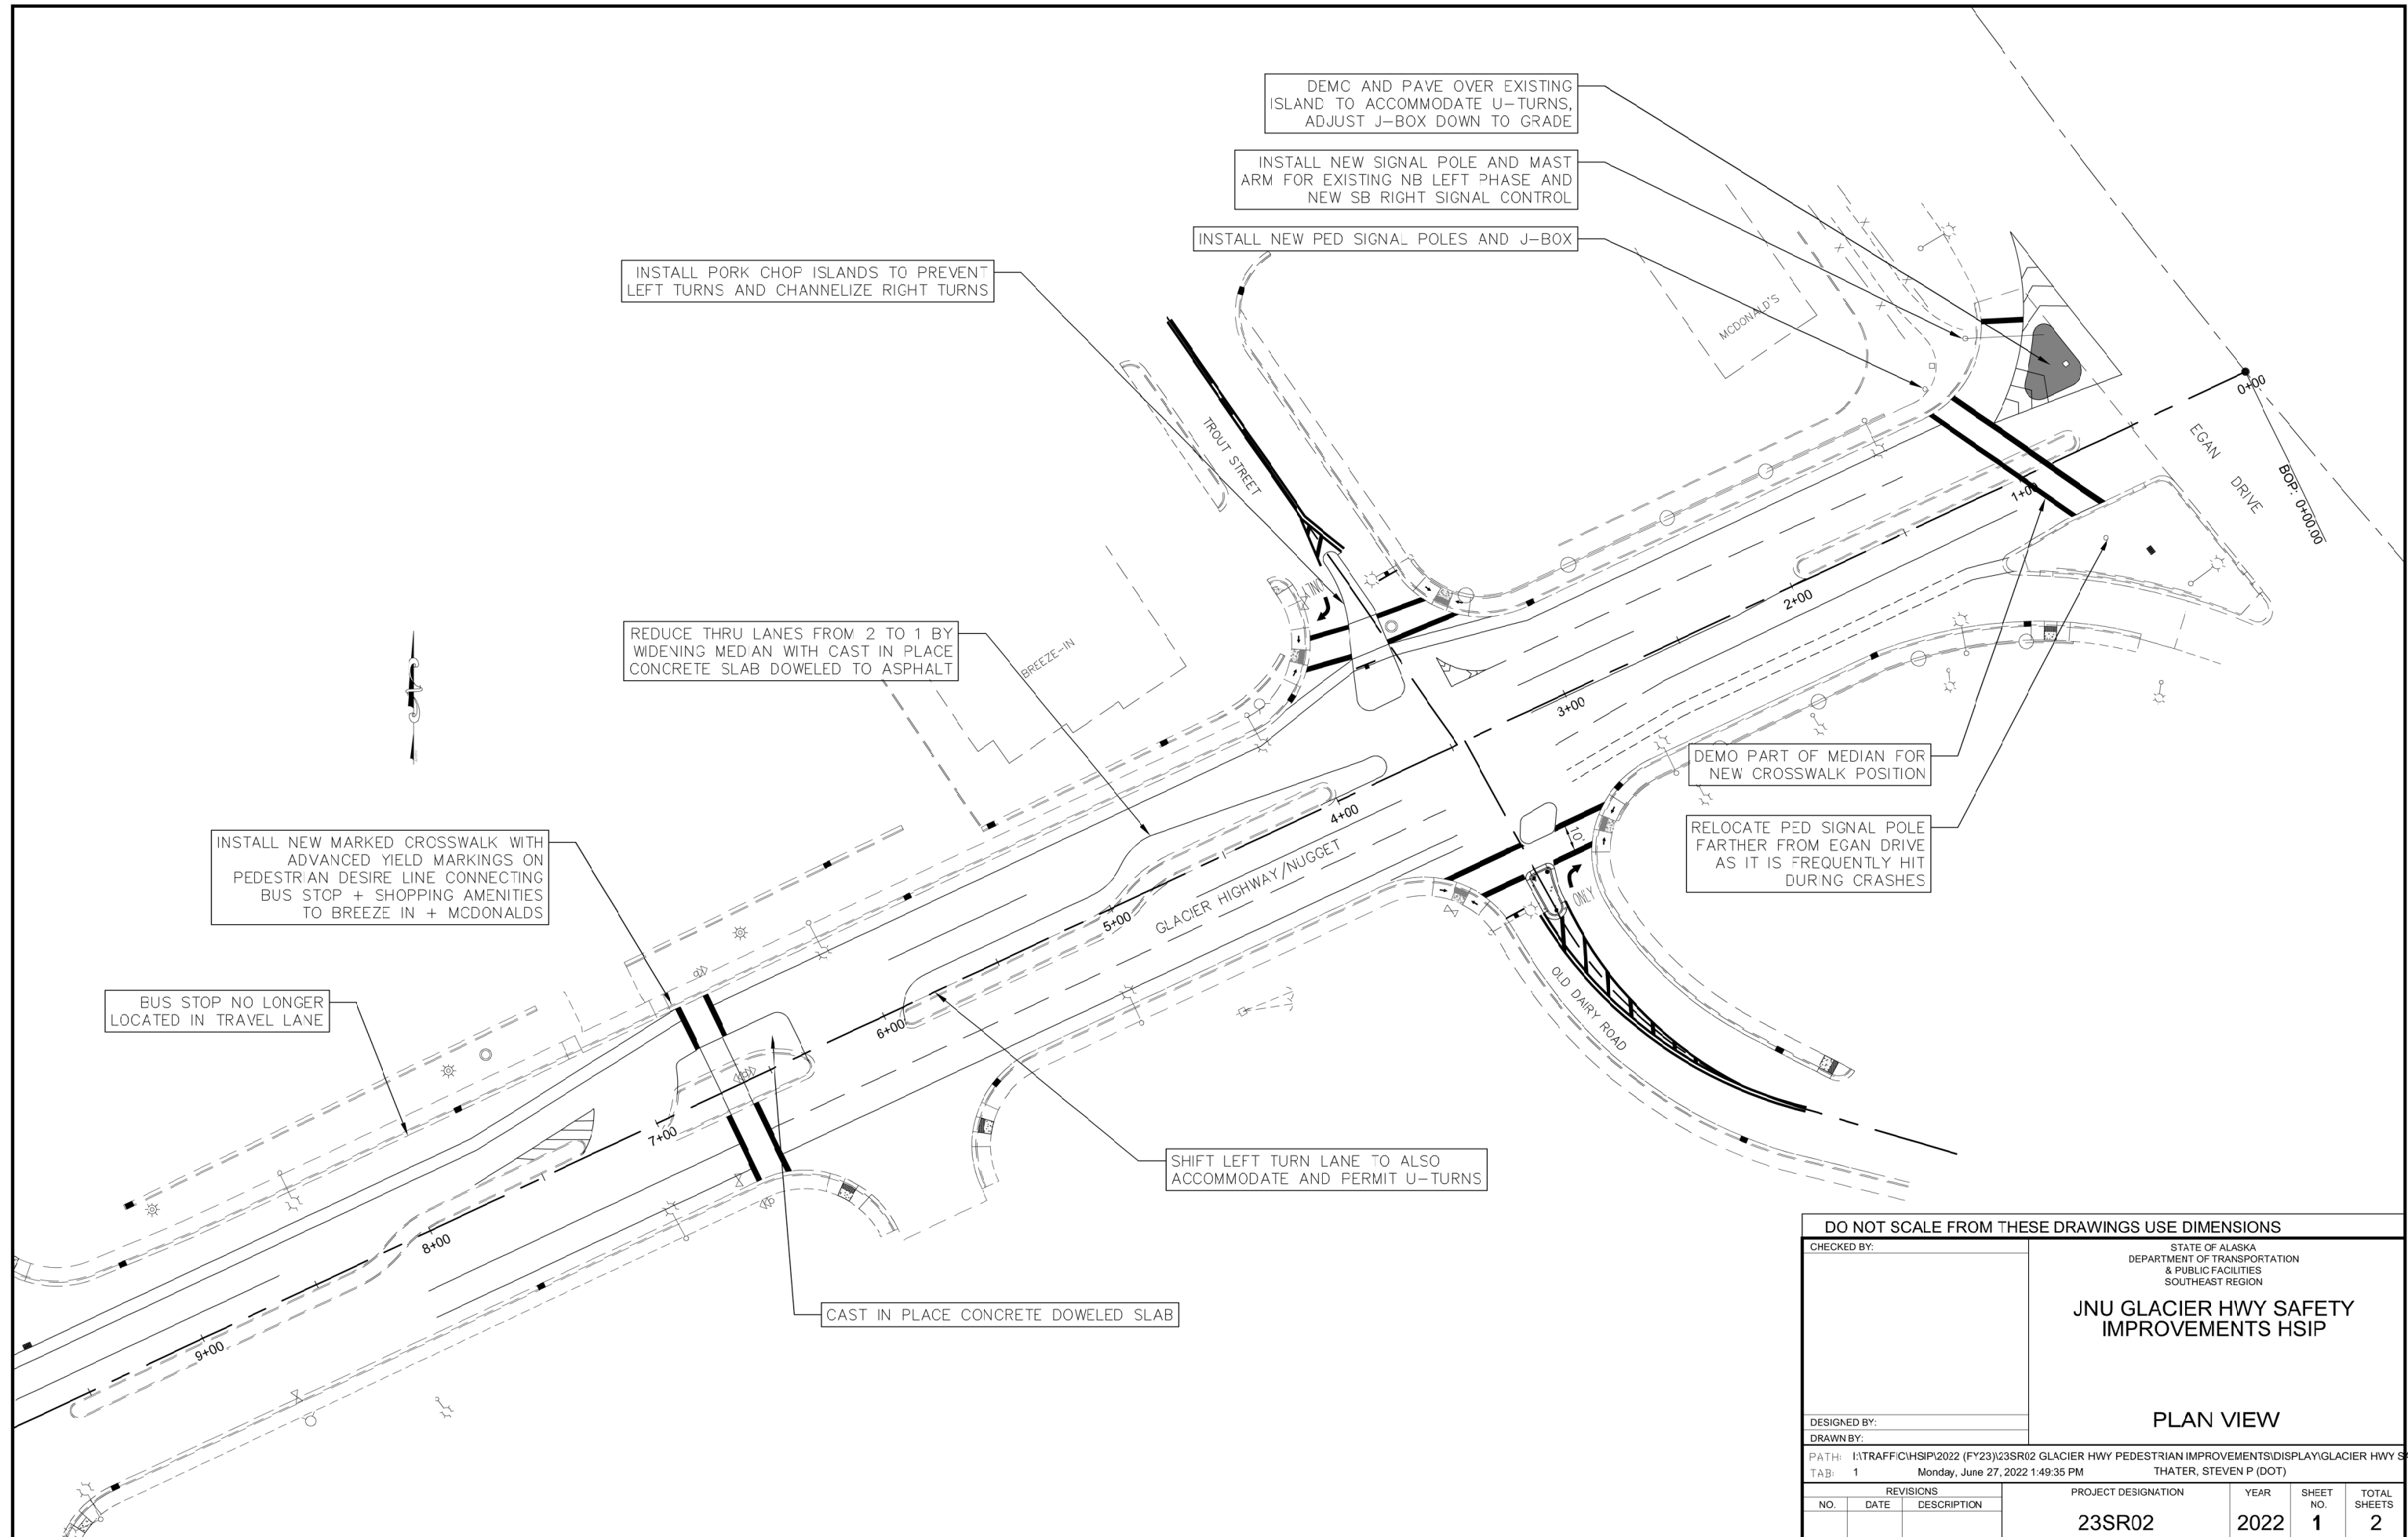 DEMO AND PAVE OVER EXISTING
ISLAND TO ACCOMMODATE U-TURNS,
ADJUST J-BOX DOWN TO GRADE
INSTALL NEW SIGNAL POLE AND MAST
ARM FOR EXISTING NB LEFT PHASE AND
NEW SB RIGHT SIGNAL CONTROL
INSTALL NEW PED SIGNAL POLES AND J-BOX
INSTALL PORK CHOP ISLANDS TO PREVENT
LEFT TURNS AND CHANNELIZE RIGHT TURNS
MCDONALD'S
0+00
EGAN DRIVE
BOP: 0+00.00
TROUT STREET
1+00
2+00
ONLY
REDUCE THRU LANES FROM 2 TO 1 BY
WIDENING MEDIAN WITH CAST IN PLACE
CONCRETE SLAB DOWELED TO ASPHALT
BREEZE-IN
3+00
DEMO PART OF MEDIAN FOR
NEW CROSSWALK POSITION
4+00
10'
RELOCATE PED SIGNAL POLE
FARTHER FROM EGAN DRIVE
AS IT IS FREQUENTLY HIT
DURING CRASHES
INSTALL NEW MARKED CROSSWALK WITH
ADVANCED YIELD MARKINGS ON
PEDESTRIAN DESIRE LINE CONNECTING
BUS STOP + SHOPPING AMENITIES
TO BREEZE IN + MCDONALDS
GLACIER HIGHWAY/NUGGET
ONLY
5+00
OLD DAIRY ROAD
BUS STOP NO LONGER
LOCATED IN TRAVEL LANE
6+00
7+00
SHIFT LEFT TURN LANE TO ALSO
ACCOMMODATE AND PERMIT U-TURNS
8+00
CAST IN PLACE CONCRETE DOWELED SLAB
9+00
DO NOT SCALE FROM THESE DRAWINGS USE DIMENSIONS
CHECKED BY:
STATE OF ALASKA
DEPARTMENT OF TRANSPORTATION
& PUBLIC FACILITIES
SOUTHEAST REGION
JNU GLACIER HWY SAFETY
IMPROVEMENTS HSIP
PLAN VIEW
DESIGNED BY:
DRAWN BY:
PATH: I:\TRAFFIC\HSIP\2022 (FY23)\23SR02 GLACIER HWY PEDESTRIAN IMPROVEMENTS\DISPLAY\GLACIER HWY S
TAB: 1 Monday, June 27, 2022 1:49:35 PM THATER, STEVEN P (DOT)
REVISIONS
NO. DATE DESCRIPTION
PROJECT DESIGNATION
23SR02
YEAR
2022
SHEET NO.
1
TOTAL SHEETS
2